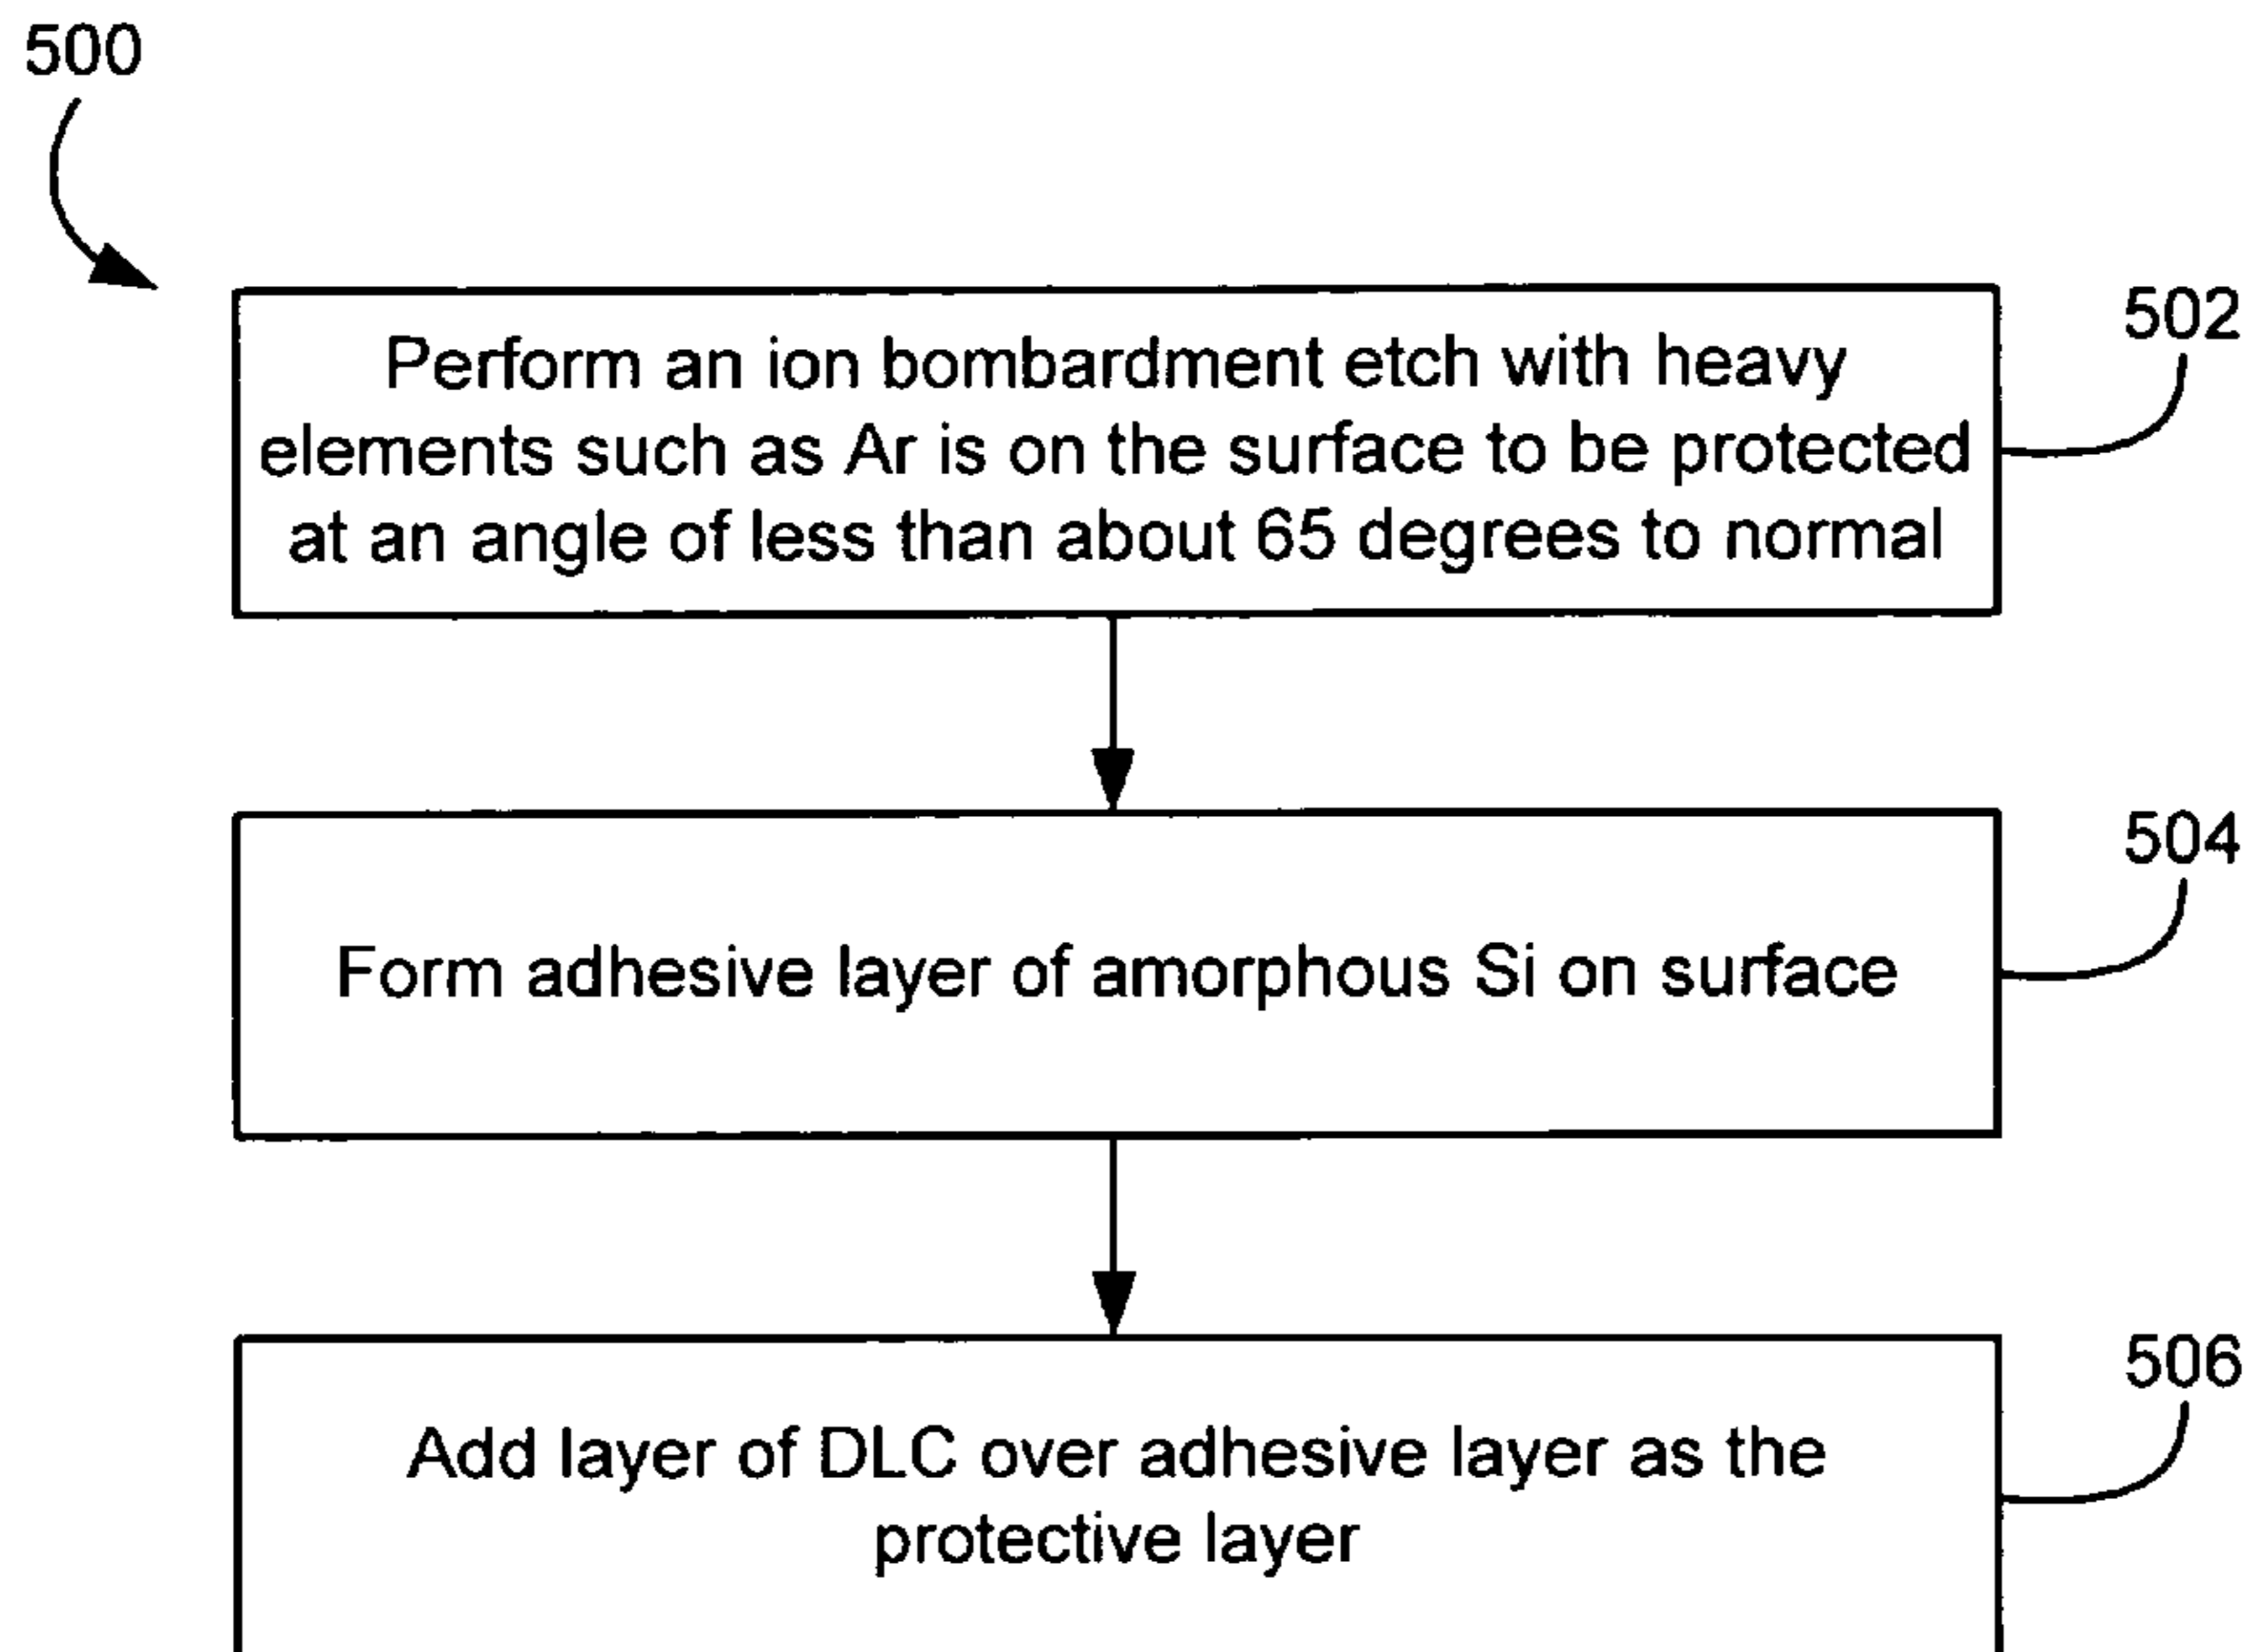 500
502
Perform an ion bombardment etch with heavy
elements such as Ar is on the surface to be protected
at an angle of less than about 65 degrees to normal
504
Form adhesive layer of amorphous Si on surface
506
Add layer of DLC over adhesive layer as the
protective layer